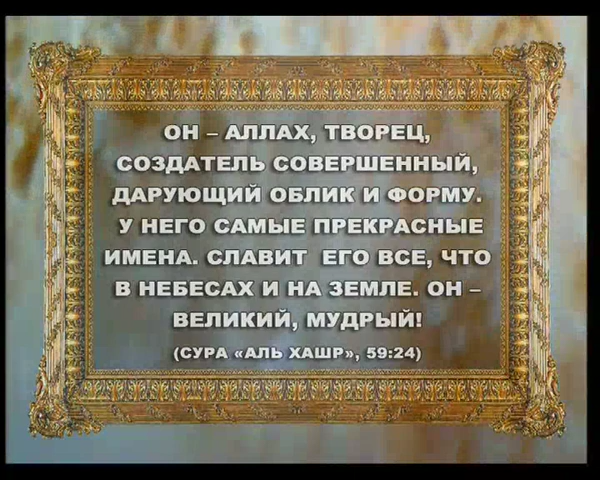 ОН – АЛЛАХ, ТВОРЕЦ,
СОЗДАТЕЛЬ СОВЕРШЕННЫЙ,
ДАРУЮЩИЙ ОБЛИК И ФОРМУ.
У НЕГО САМЫЕ ПРЕКРАСНЫЕ
ИМЕНА. СЛАВИТ ЕГО ВСЕ, ЧТО
В НЕБЕСАХ И НА ЗЕМЛЕ. ОН –
ВЕЛИКИЙ, МУДРЫЙ!
(СУРА «АЛЬ ХАШР», 59:24)